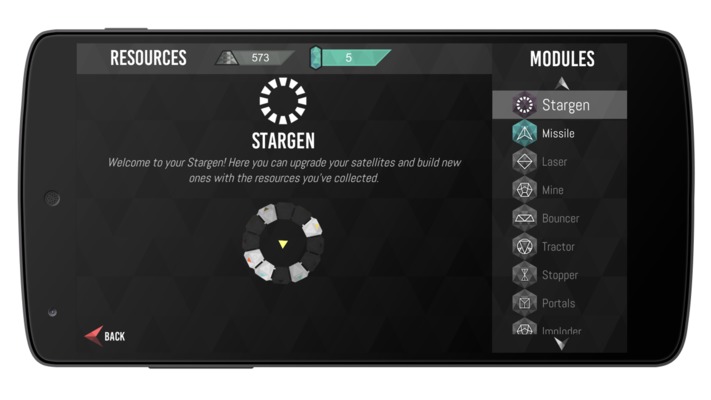 RESOURCES 573 5
MODULES
STARGEN
Welcome to your Stargen! Here you can upgrade your satellites and build new
ones with the resources you've collected.
BACK
Stargen
Missile
Laser
Mine
Bouncer
Tractor
Stopper
Portals
Imploder